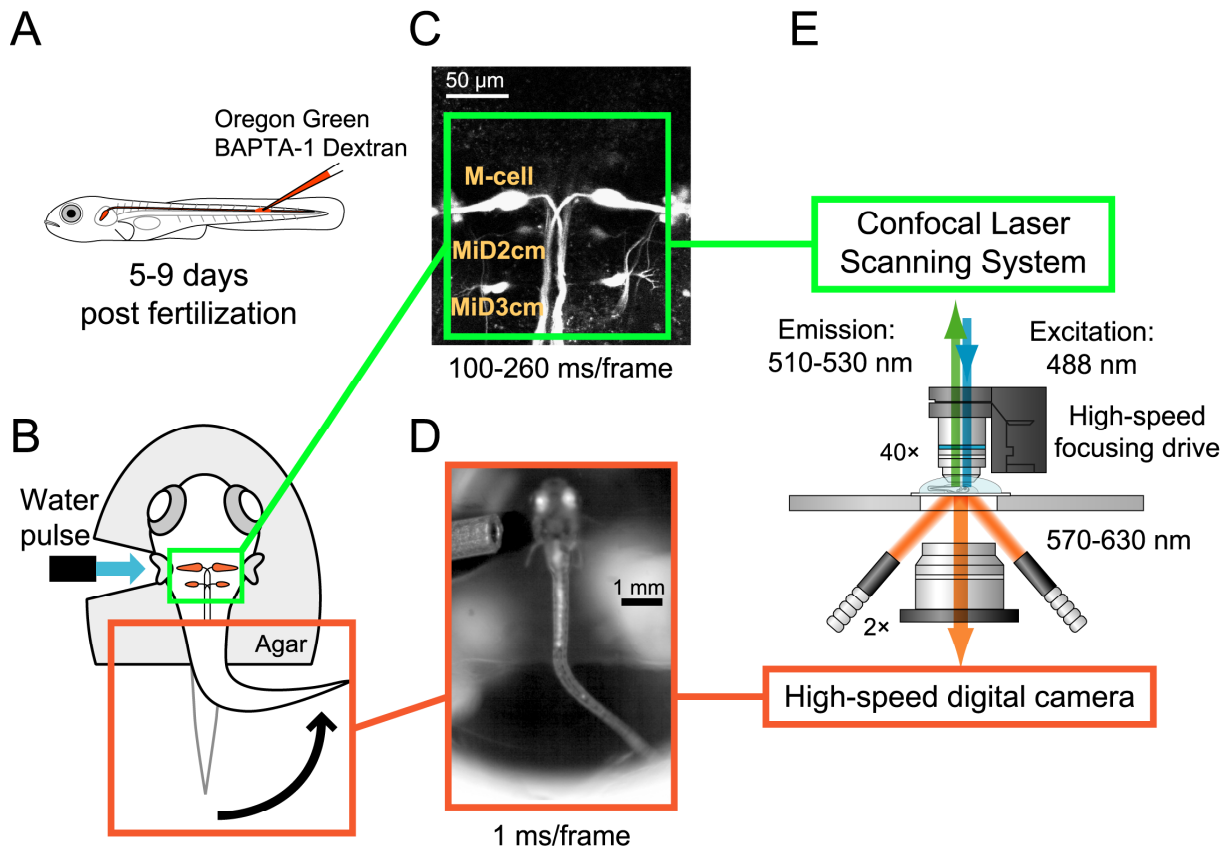 A
Oregon Green
BAPTA-1 Dextran
5-9 days
post fertilization
B
Water
pulse
Agar
C
50 µm
M-cell
MiD2cm
MiD3cm
100-260 ms/frame
D
1 mm
1 ms/frame
E
Confocal Laser
Scanning System
Emission:
510-530 nm
Excitation:
488 nm
High-speed
focusing drive
40×
570-630 nm
2×
High-speed digital camera